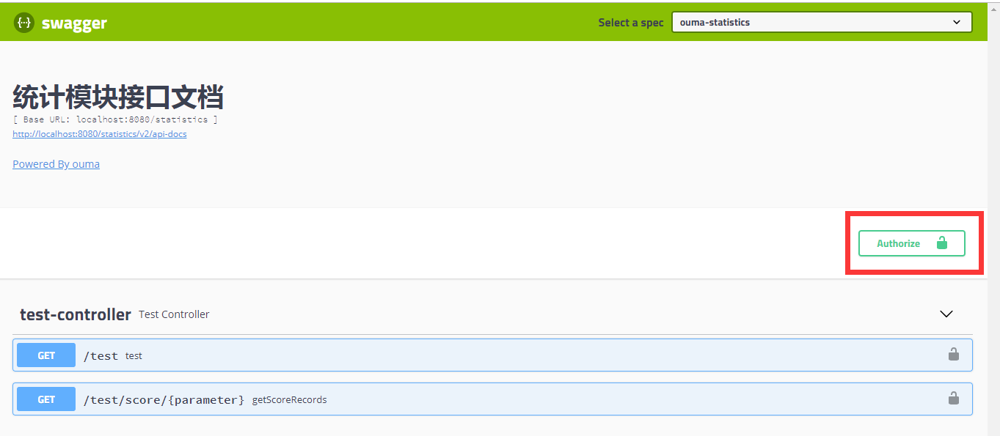 swagger
Select a spec ouma-statistics
统计模块接口文档
[ Base URL: localhost:8080/statistics ]
http://localhost:8080/statistics/v2/api-docs
Powered By ouma
Authorize
test-controller Test Controller
GET /test test
GET /test/score/{parameter} getScoreRecords